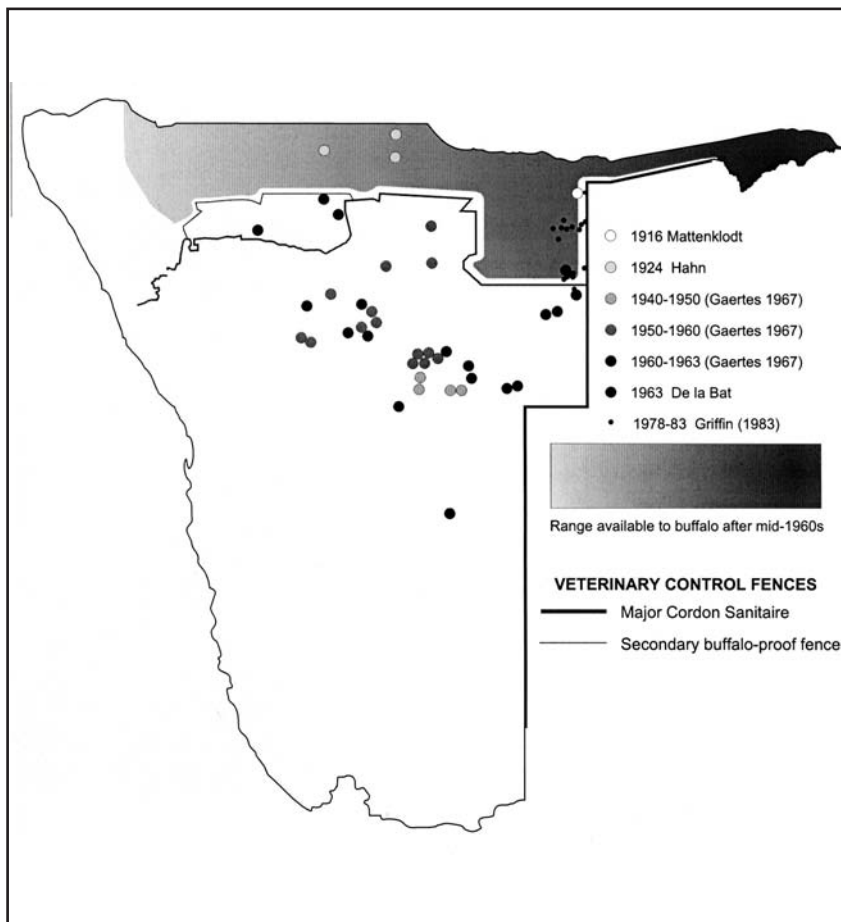 1916 Mattenklodt
1924 Hahn
1940-1950 (Gaertes 1967)
1950-1960 (Gaertes 1967)
1960-1963 (Gaertes 1967)
1963 De la Bat
1978-83 Griffin (1983)
Range available to buffalo after mid-1960s
VETERINARY CONTROL FENCES
Major Cordon Sanitaire
Secondary buffalo-proof fence